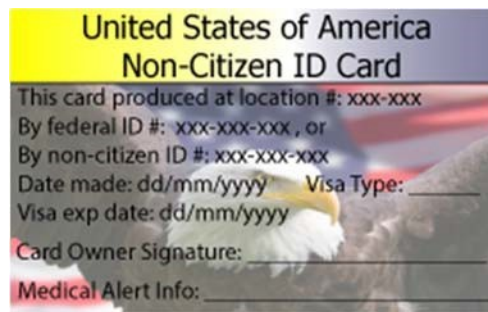 United States of America
Non-Citizen ID Card
This card produced at location #: xxx-xxx
By federal ID #: xxx-xxx-xxx , or
By non-citizen ID #: xxx-xxx-xxx
Date made: dd/mm/yyyy Visa Type: ______
Visa exp date: dd/mm/yyyy
Card Owner Signature: ____________________
Medical Alert Info: ________________________